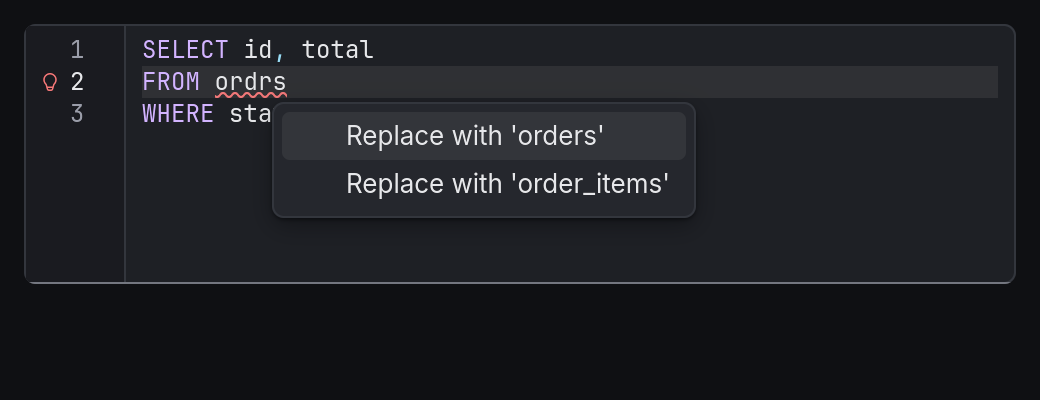 1 SELECT id, total
2 FROM ordrs
3 WHERE sta
Replace with 'orders'
Replace with 'order_items'